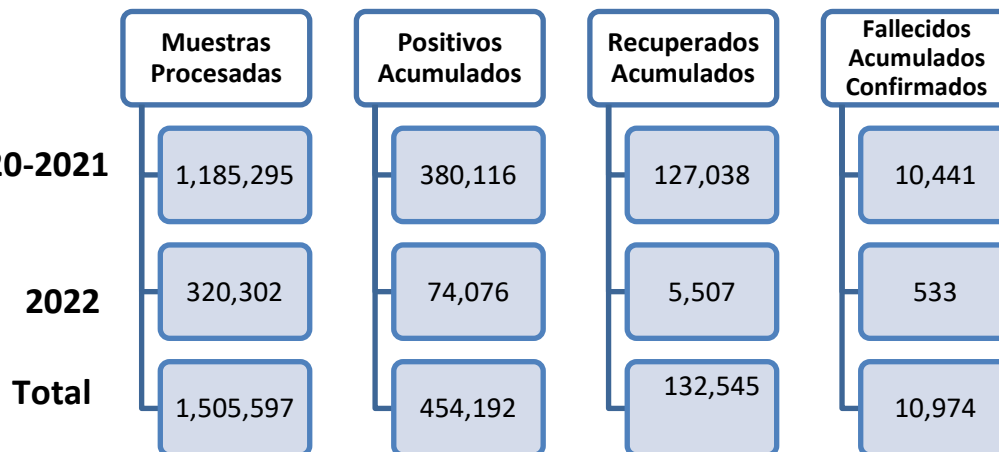 Muestras
Procesadas
Positivos
Acumulados
Recuperados
Acumulados
Fallecidos
Acumulados
Confirmados
20-2021
1,185,295
380,116
127,038
10,441
2022
320,302
74,076
5,507
533
Total
1,505,597
454,192
132,545
10,974